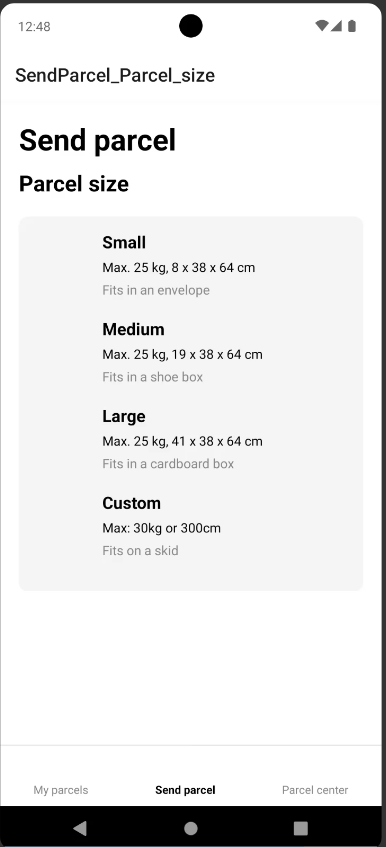 12:48
SendParcel_Parcel_size
Send parcel
Parcel size
Small
Max. 25 kg, 8 x 38 x 64 cm
Fits in an envelope
Medium
Max. 25 kg, 19 x 38 x 64 cm
Fits in a shoe box
Large
Max. 25 kg, 41 x 38 x 64 cm
Fits in a cardboard box
Custom
Max: 30kg or 300cm
Fits on a skid
My parcels
Send parcel
Parcel center